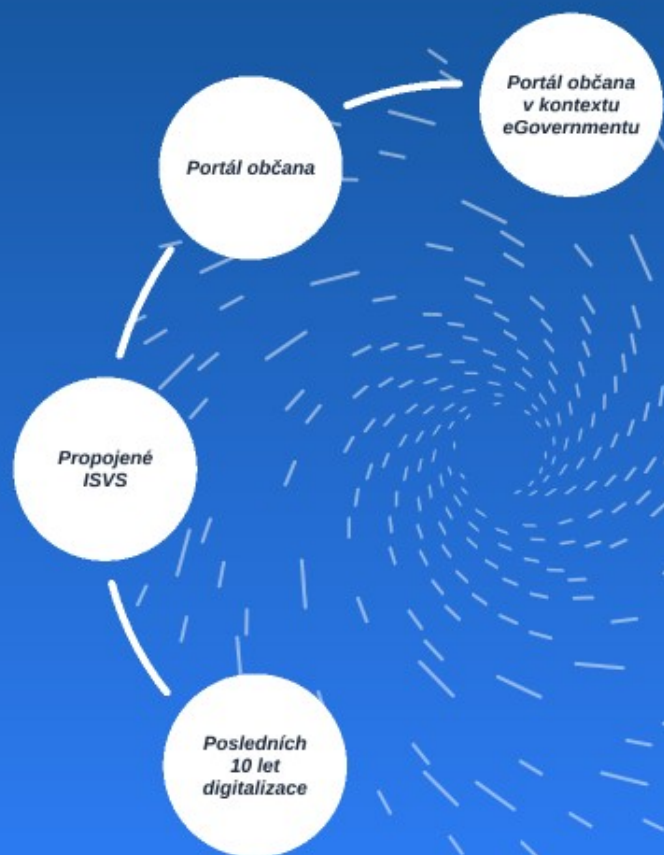 Portál občana
v kontextu
eGovernmentu
Portál občana
Propojené
ISVS
Posledních
10 let
digitalizace